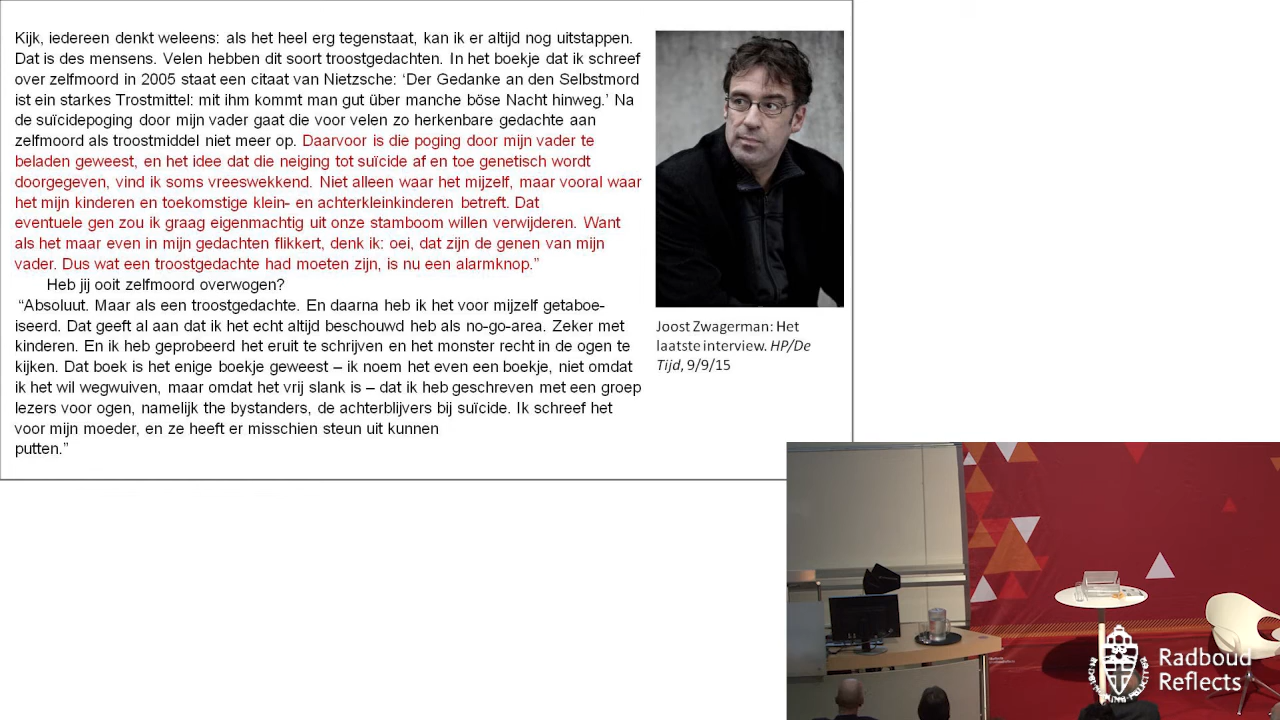 Kijk, iedereen denkt weleens: als het heel erg tegenstaat, kan ik er altijd nog uitstappen.
Dat is des mensens. Velen hebben dit soort troostgedachten. In het boekje dat ik schreef
over zelfmoord in 2005 staat een citaat van Nietzsche: ‘Der Gedanke an den Selbstmord
ist ein starkes Trostmittel: mit ihm kommt man gut über manche böse Nacht hinweg.’ Na
de suïcidepoging door mijn vader gaat die voor velen zo herkenbare gedachte aan
zelfmoord als troostmiddel niet meer op. Daarvoor is die poging door mijn vader te
beladen geweest, en het idee dat die neiging tot suïcide af en toe genetisch wordt
doorgegeven, vind ik soms vreeswekkend. Niet alleen waar het mijzelf, maar vooral waar
het mijn kinderen en toekomstige klein- en achterkleinkinderen betreft. Dat
eventuele gen zou ik graag eigenmachtig uit onze stamboom willen verwijderen. Want
als het maar even in mijn gedachten flikkert, denk ik: oei, dat zijn de genen van mijn
vader. Dus wat een troostgedachte had moeten zijn, is nu een alarmknop.”
Heb jij ooit zelfmoord overwogen?
“Absoluut. Maar als een troostgedachte. En daarna heb ik het voor mijzelf getaboe-
iseerd. Dat geeft al aan dat ik het echt altijd beschouwd heb als no-go-area. Zeker met
kinderen. En ik heb geprobeerd het eruit te schrijven en het monster recht in de ogen te
kijken. Dat boek is het enige boekje geweest – ik noem het even een boekje, niet omdat
ik het wil wegwuiven, maar omdat het vrij slank is – dat ik heb geschreven met een groep
lezers voor ogen, namelijk the bystanders, de achterblijvers bij suïcide. Ik schreef het
voor mijn moeder, en ze heeft er misschien steun uit kunnen
putten.”
Joost Zwagerman: Het
laatste interview. HP/De
Tijd, 9/9/15
Radboud
Reflects